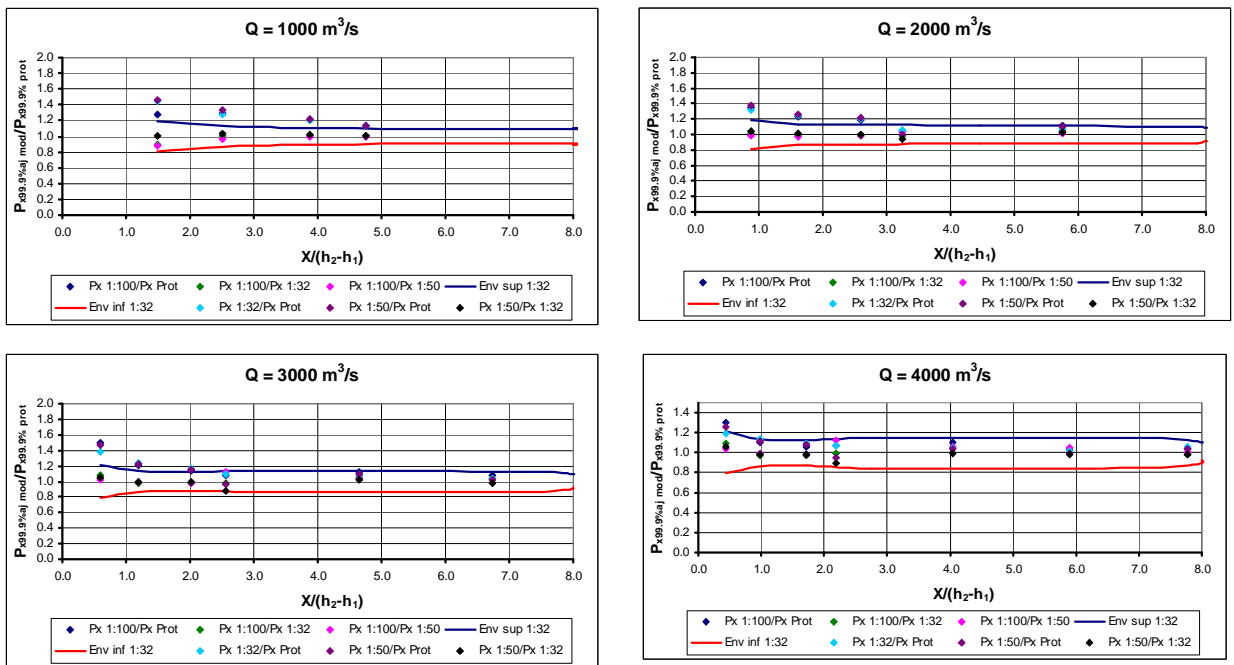 Q = 1000 m³/s
Px99.9%aj mod/Px99.9% prot
2.0
1.8
1.6
1.4
1.2
1.0
0.8
0.6
0.4
0.2
0.0
0.0 1.0 2.0 3.0 4.0 5.0 6.0 7.0 8.0
X/(h₂-h₁)
Px 1:100/Px Prot Px 1:100/Px 1:32 Px 1:100/Px 1:50 Env sup 1:32
Env inf 1:32 Px 1:32/Px Prot Px 1:50/Px Prot Px 1:50/Px 1:32
Q = 2000 m³/s
Px99.9%aj mod/Px99.9% prot
2.0
1.8
1.6
1.4
1.2
1.0
0.8
0.6
0.4
0.2
0.0
0.0 1.0 2.0 3.0 4.0 5.0 6.0 7.0 8.0
X/(h₂-h₁)
Px 1:100/Px Prot Px 1:100/Px 1:32 Px 1:100/Px 1:50 Env sup 1:32
Env inf 1:32 Px 1:32/Px Prot Px 1:50/Px Prot Px 1:50/Px 1:32
Q = 3000 m³/s
Px99.9%aj mod/Px99.9% prot
2.0
1.8
1.6
1.4
1.2
1.0
0.8
0.6
0.4
0.2
0.0
0.0 1.0 2.0 3.0 4.0 5.0 6.0 7.0 8.0
X/(h₂-h₁)
Px 1:100/Px Prot Px 1:100/Px 1:32 Px 1:100/Px 1:50 Env sup 1:32
Env inf 1:32 Px 1:32/Px Prot Px 1:50/Px Prot Px 1:50/Px 1:32
Q = 4000 m³/s
Px99.9%aj mod/Px99.9% prot
1.4
1.2
1.0
0.8
0.6
0.4
0.2
0.0
0.0 1.0 2.0 3.0 4.0 5.0 6.0 7.0 8.0
X/(h₂-h₁)
Px 1:100/Px Prot Px 1:100/Px 1:32 Px 1:100/Px 1:50 Env sup 1:32
Env inf 1:32 Px 1:32/Px Prot Px 1:50/Px Prot Px 1:50/Px 1:32